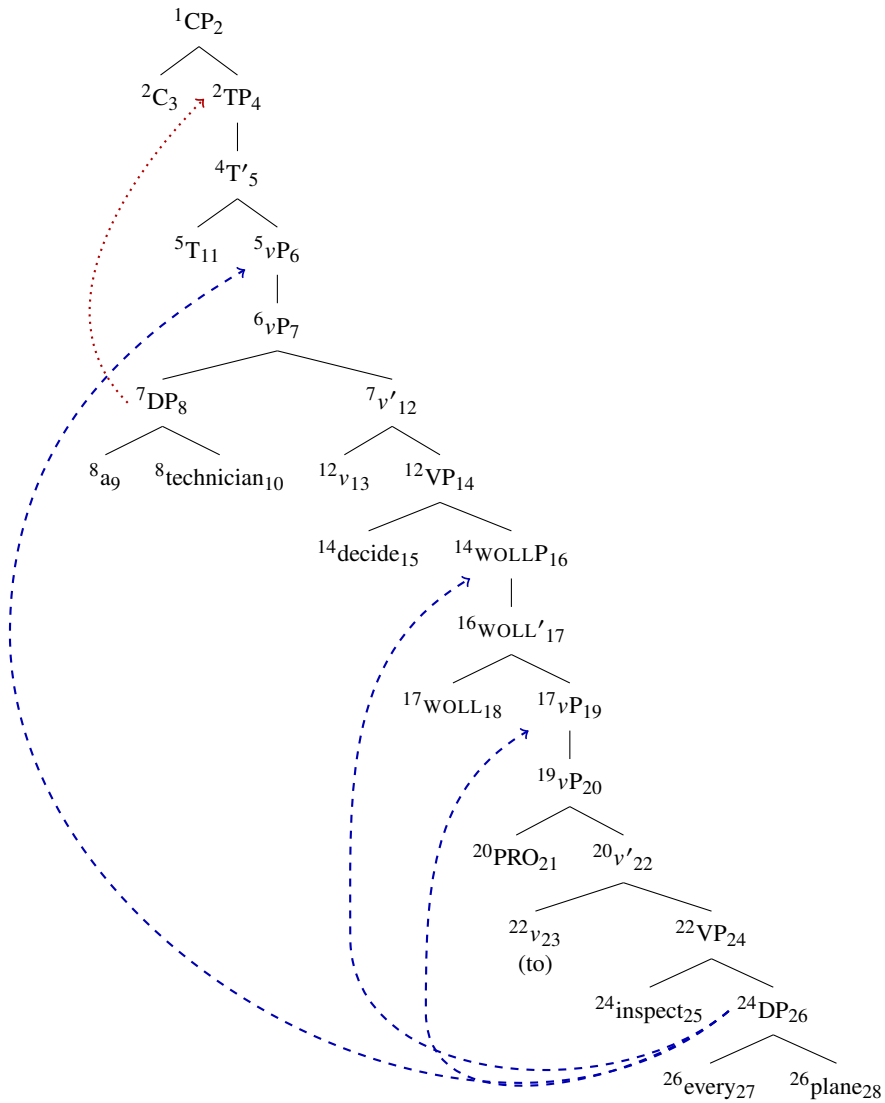 ¹CP₂
²C₃ ²TP₄
⁴T′₅
⁵T₁₁ ⁵vP₆
⁶vP₇
⁷DP₈ ⁷v′₁₂
⁸a₉ ⁸technician₁₀ ¹²v₁₃ ¹²VP₁₄
¹⁴decide₁₅ ¹⁴WOLLP₁₆
¹⁶WOLL′₁₇
¹⁷WOLL₁₈ ¹⁷vP₁₉
¹⁹vP₂₀
²⁰PRO₂₁ ²⁰v′₂₂
²²v₂₃ ²²VP₂₄
(to)
²⁴inspect₂₅ ²⁴DP₂₆
²⁶every₂₇ ²⁶plane₂₈